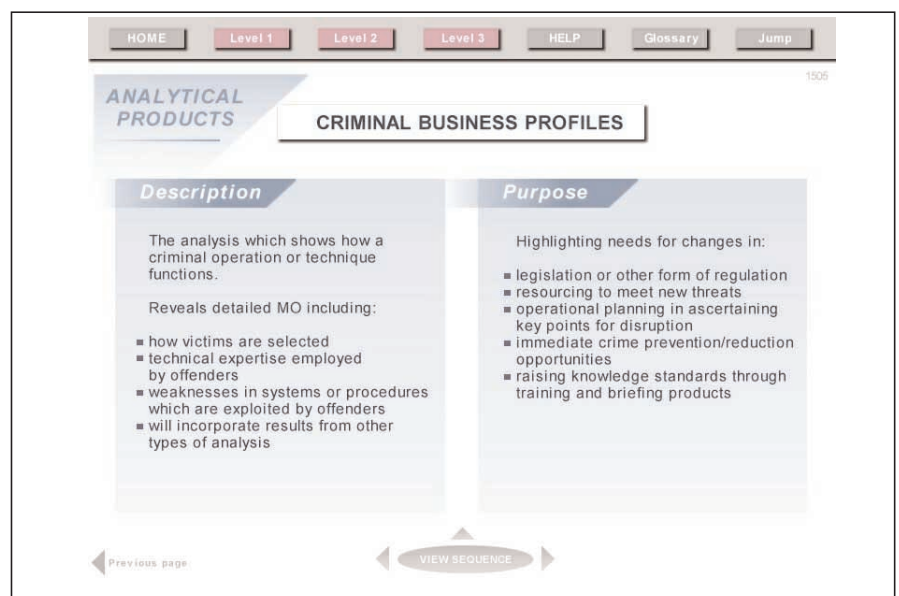 HOME Level 1 Level 2 Level 3 HELP Glossary Jump
1505
ANALYTICAL
PRODUCTS
CRIMINAL BUSINESS PROFILES
Description
The analysis which shows how a
criminal operation or technique
functions.
Reveals detailed MO including:
how victims are selected
technical expertise employed
by offenders
weaknesses in systems or procedures
which are exploited by offenders
will incorporate results from other
types of analysis
Purpose
Highlighting needs for changes in:
legislation or other form of regulation
resourcing to meet new threats
operational planning in ascertaining
key points for disruption
immediate crime prevention/reduction
opportunities
raising knowledge standards through
training and briefing products
Previous page
VIEW SEQUENCE